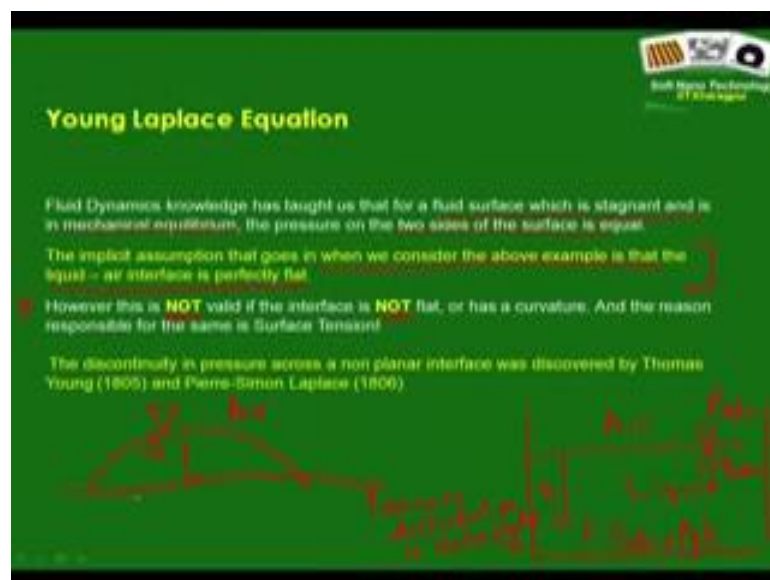 Soft Nano Technology
IIT Kharagpur
Young Laplace Equation
Fluid Dynamics knowledge has taught us that for a fluid surface which is stagnant and is
in mechanical equilibrium, the pressure on the two sides of the surface is equal.
The implicit assumption that goes in when we consider the above example is that the
liquid – air interface is perfectly flat.
However this is NOT valid if the interface is NOT flat, or has a curvature. And the reason
responsible for the same is Surface Tension!
The discontinuity in pressure across a non planar interface was discovered by Thomas
Young (1805) and Pierre-Simon Laplace (1806)